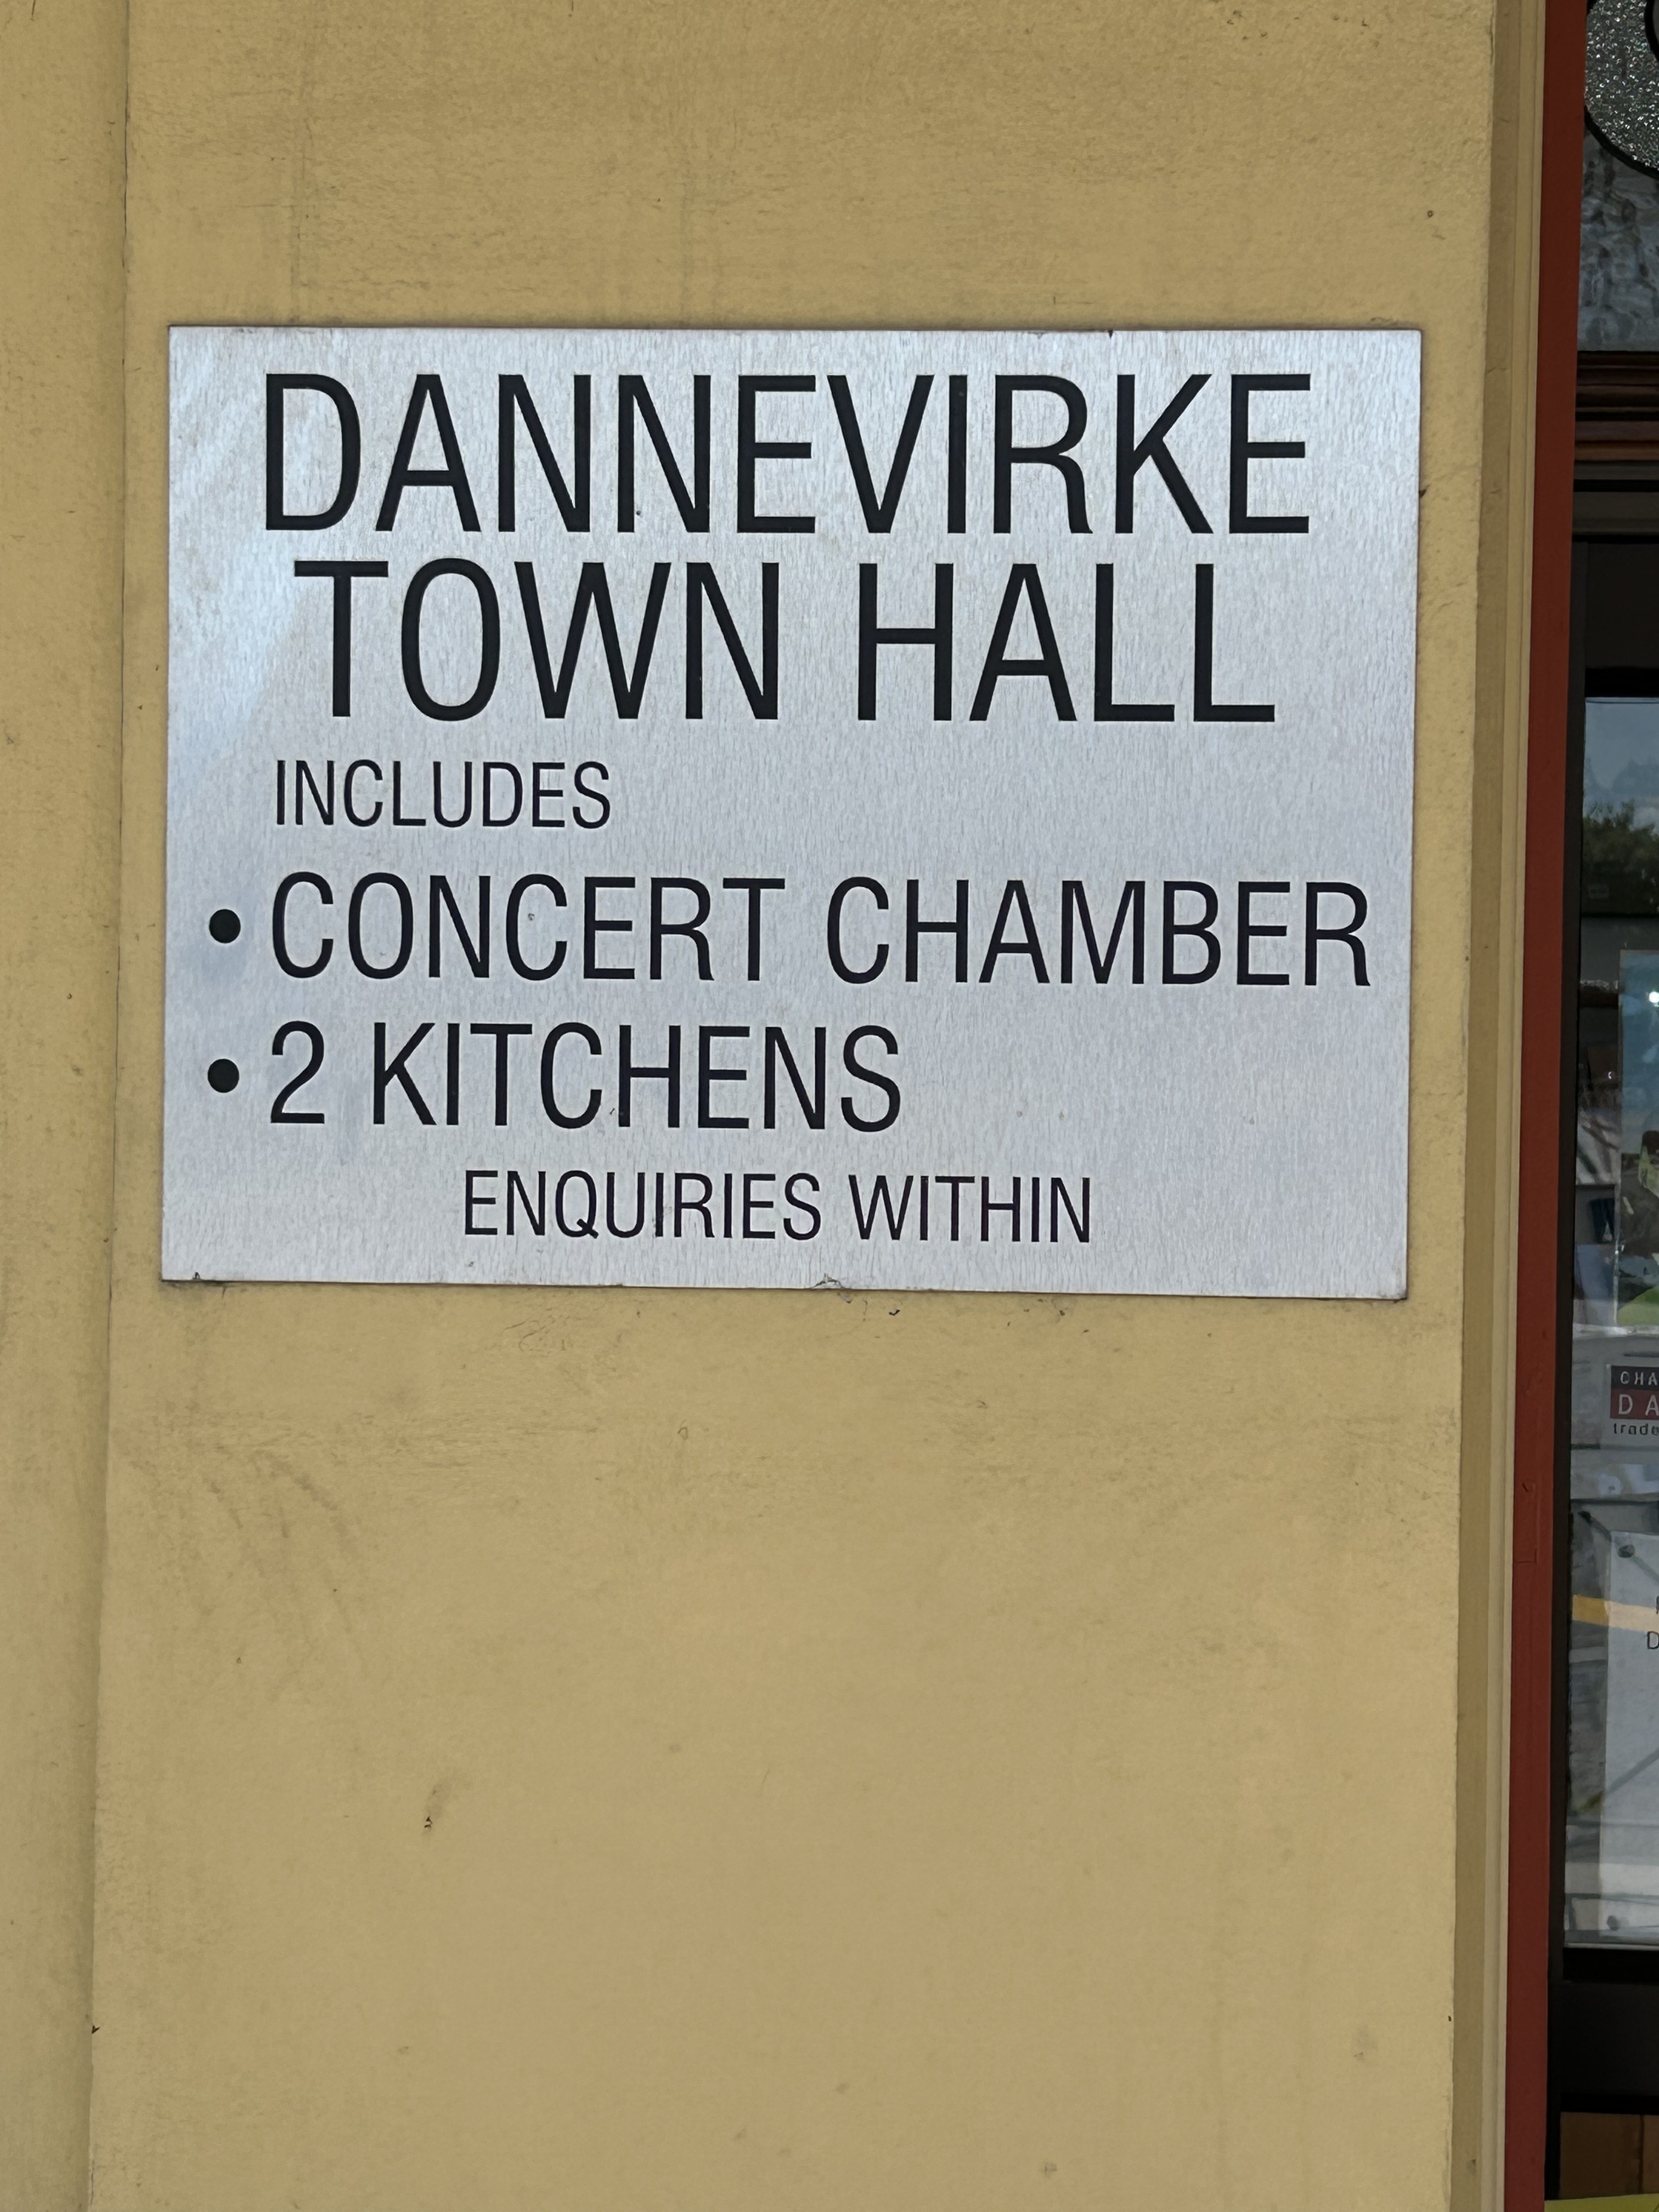 DANNEVIRKE
TOWN HALL
INCLUDES
• CONCERT CHAMBER
• 2 KITCHENS
ENQUIRIES WITHIN